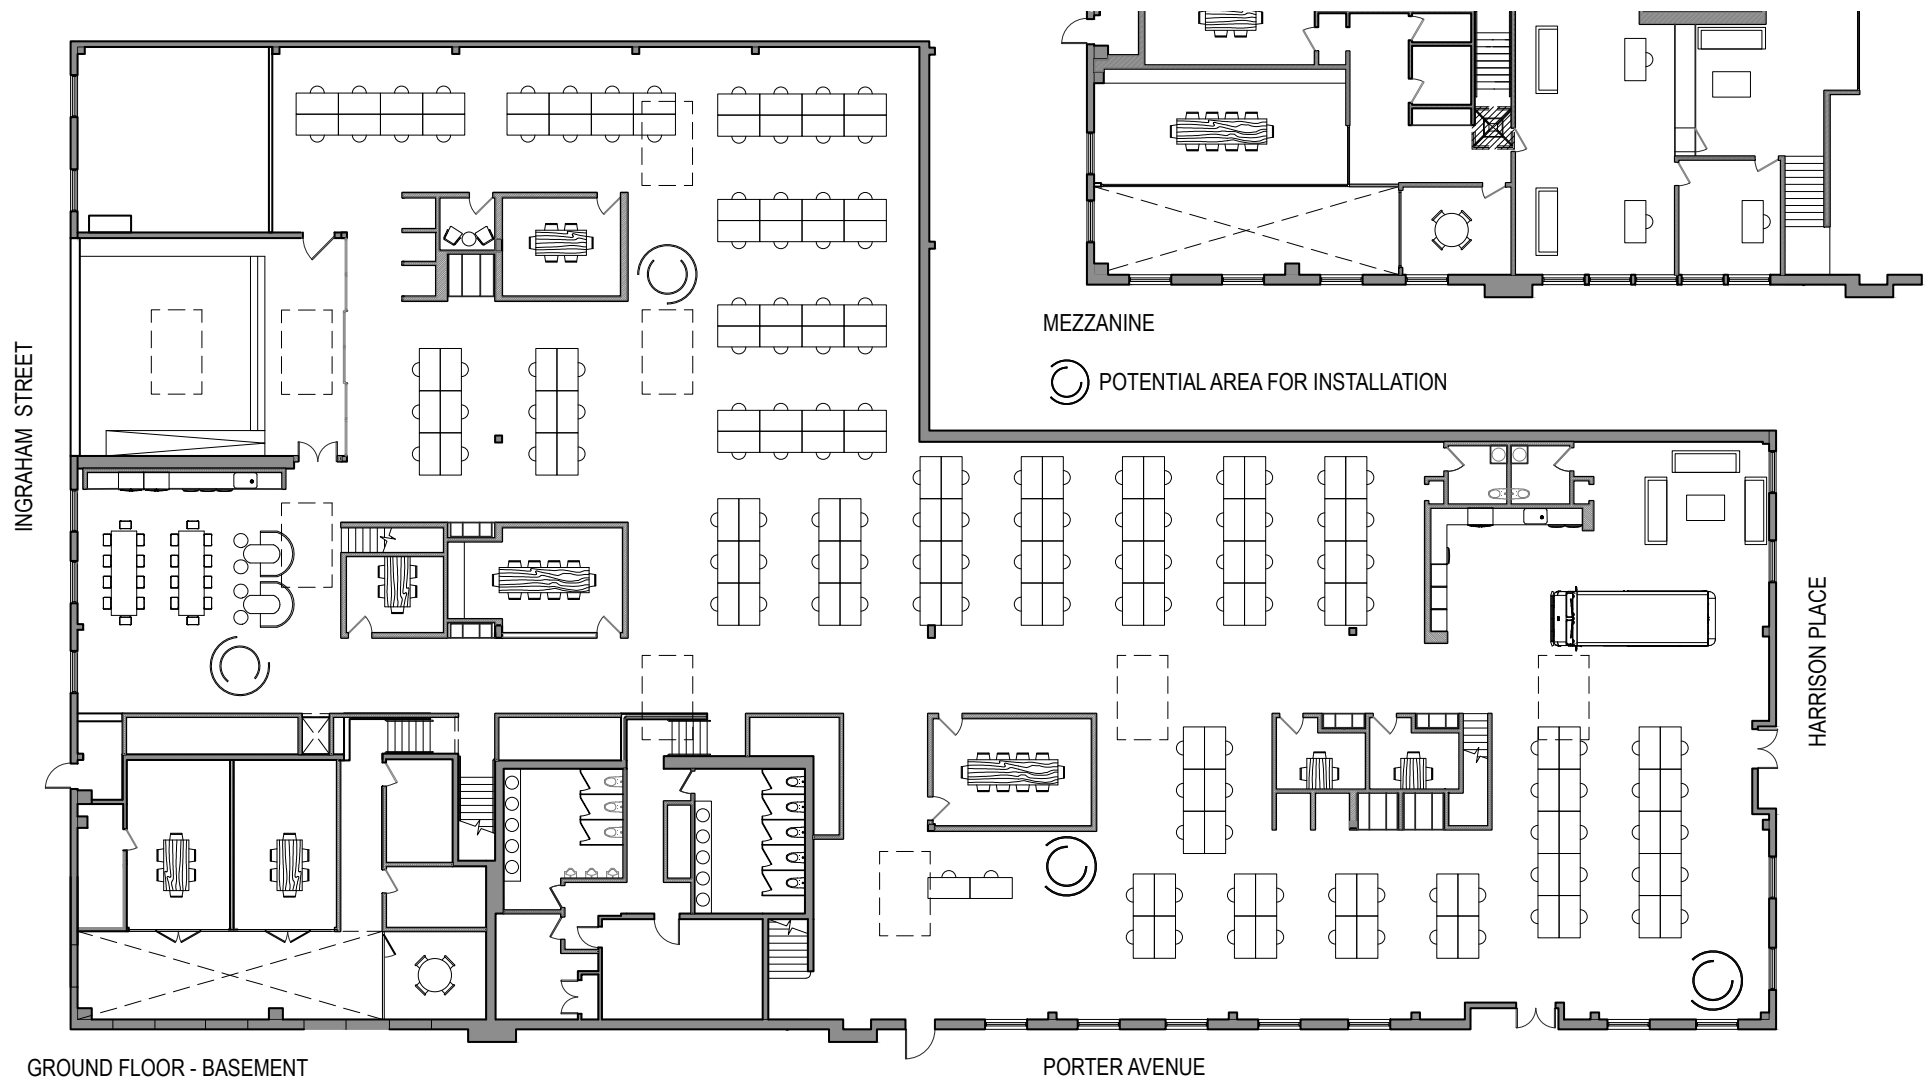 MEZZANINE
POTENTIAL AREA FOR INSTALLATION
INGRAHAM STREET
HARRISON PLACE
GROUND FLOOR - BASEMENT
PORTER AVENUE